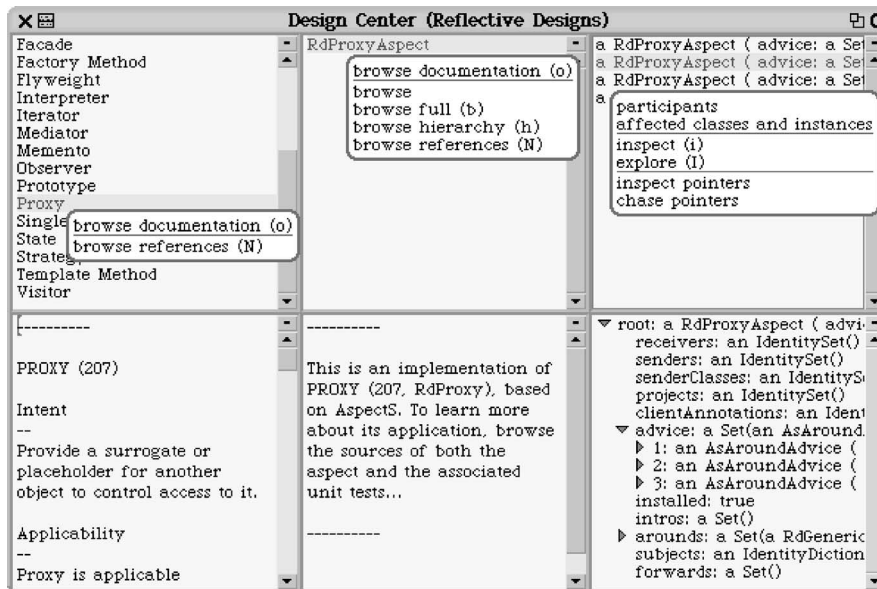 Design Center (Reflective Designs)
Facade
Factory Method
Flyweight
Interpreter
Iterator
Mediator
Memento
Observer
Prototype
Proxy
Single
State
Strateg
Template Method
Visitor
browse documentation (o)
browse references (N)
RdProxyAspect
browse documentation (o)
browse
browse full (b)
browse hierarchy (h)
browse references (N)
a RdProxyAspect ( advice: a Set
a RdProxyAspect ( advice: a Set
a RdProxyAspect ( advice: a Set
a
participants
affected classes and instances
inspect (i)
explore (I)
inspect pointers
chase pointers
----------
PROXY (207)
Intent
--
Provide a surrogate or
placeholder for another
object to control access to it.
Applicability
--
Proxy is applicable
----------
This is an implementation of
PROXY (207, RdProxy), based
on AspectS. To learn more
about its application, browse
the sources of both the
aspect and the associated
unit tests...
----------
root: a RdProxyAspect ( advi
receivers: an IdentitySet()
senders: an IdentitySet()
senderClasses: an IdentityS
projects: an IdentitySet()
clientAnnotations: an Ident
advice: a Set(an AsAround
1: an AsAroundAdvice (
2: an AsAroundAdvice (
3: an AsAroundAdvice (
installed: true
intros: a Set()
arounds: a Set(a RdGeneric
subjects: an IdentityDiction
forwards: a Set()